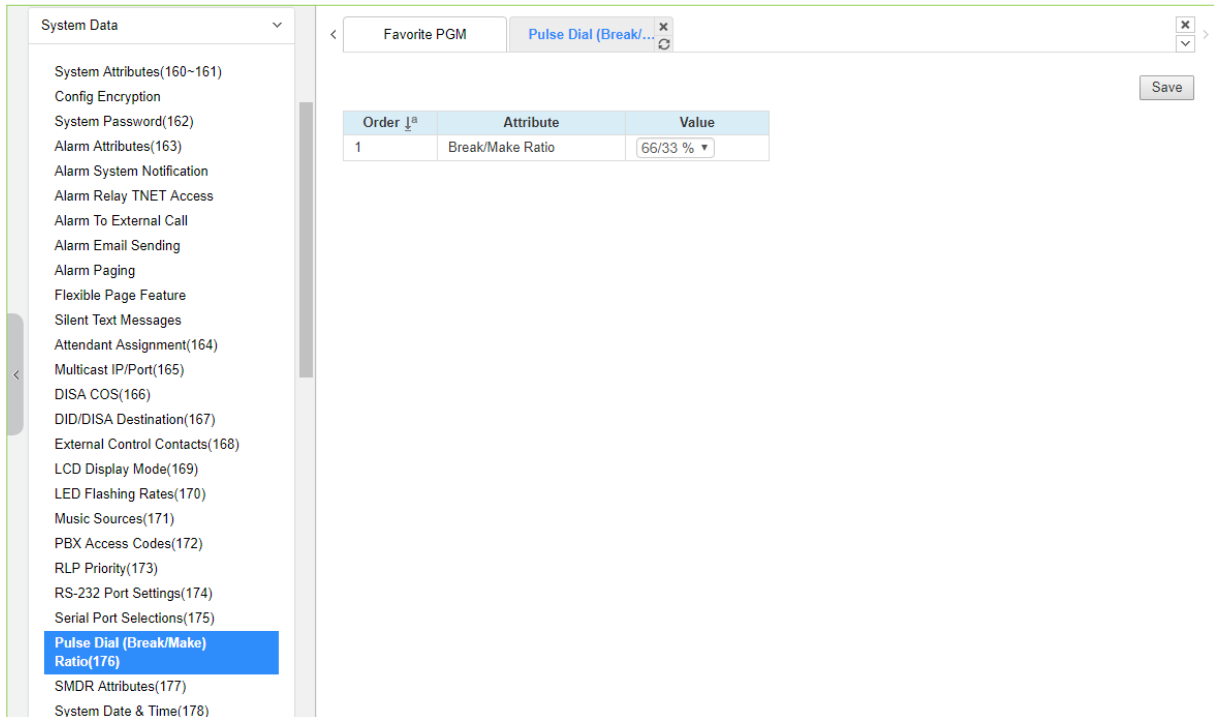 System Data
System Attributes(160~161)
Config Encryption
System Password(162)
Alarm Attributes(163)
Alarm System Notification
Alarm Relay TNET Access
Alarm To External Call
Alarm Email Sending
Alarm Paging
Flexible Page Feature
Silent Text Messages
Attendant Assignment(164)
Multicast IP/Port(165)
DISA COS(166)
DID/DISA Destination(167)
External Control Contacts(168)
LCD Display Mode(169)
LED Flashing Rates(170)
Music Sources(171)
PBX Access Codes(172)
RLP Priority(173)
RS-232 Port Settings(174)
Serial Port Selections(175)
Pulse Dial (Break/Make)
Ratio(176)
SMDR Attributes(177)
System Date & Time(178)
Favorite PGM
Pulse Dial (Break/...
Save
Order Attribute Value
1 Break/Make Ratio 66/33 %